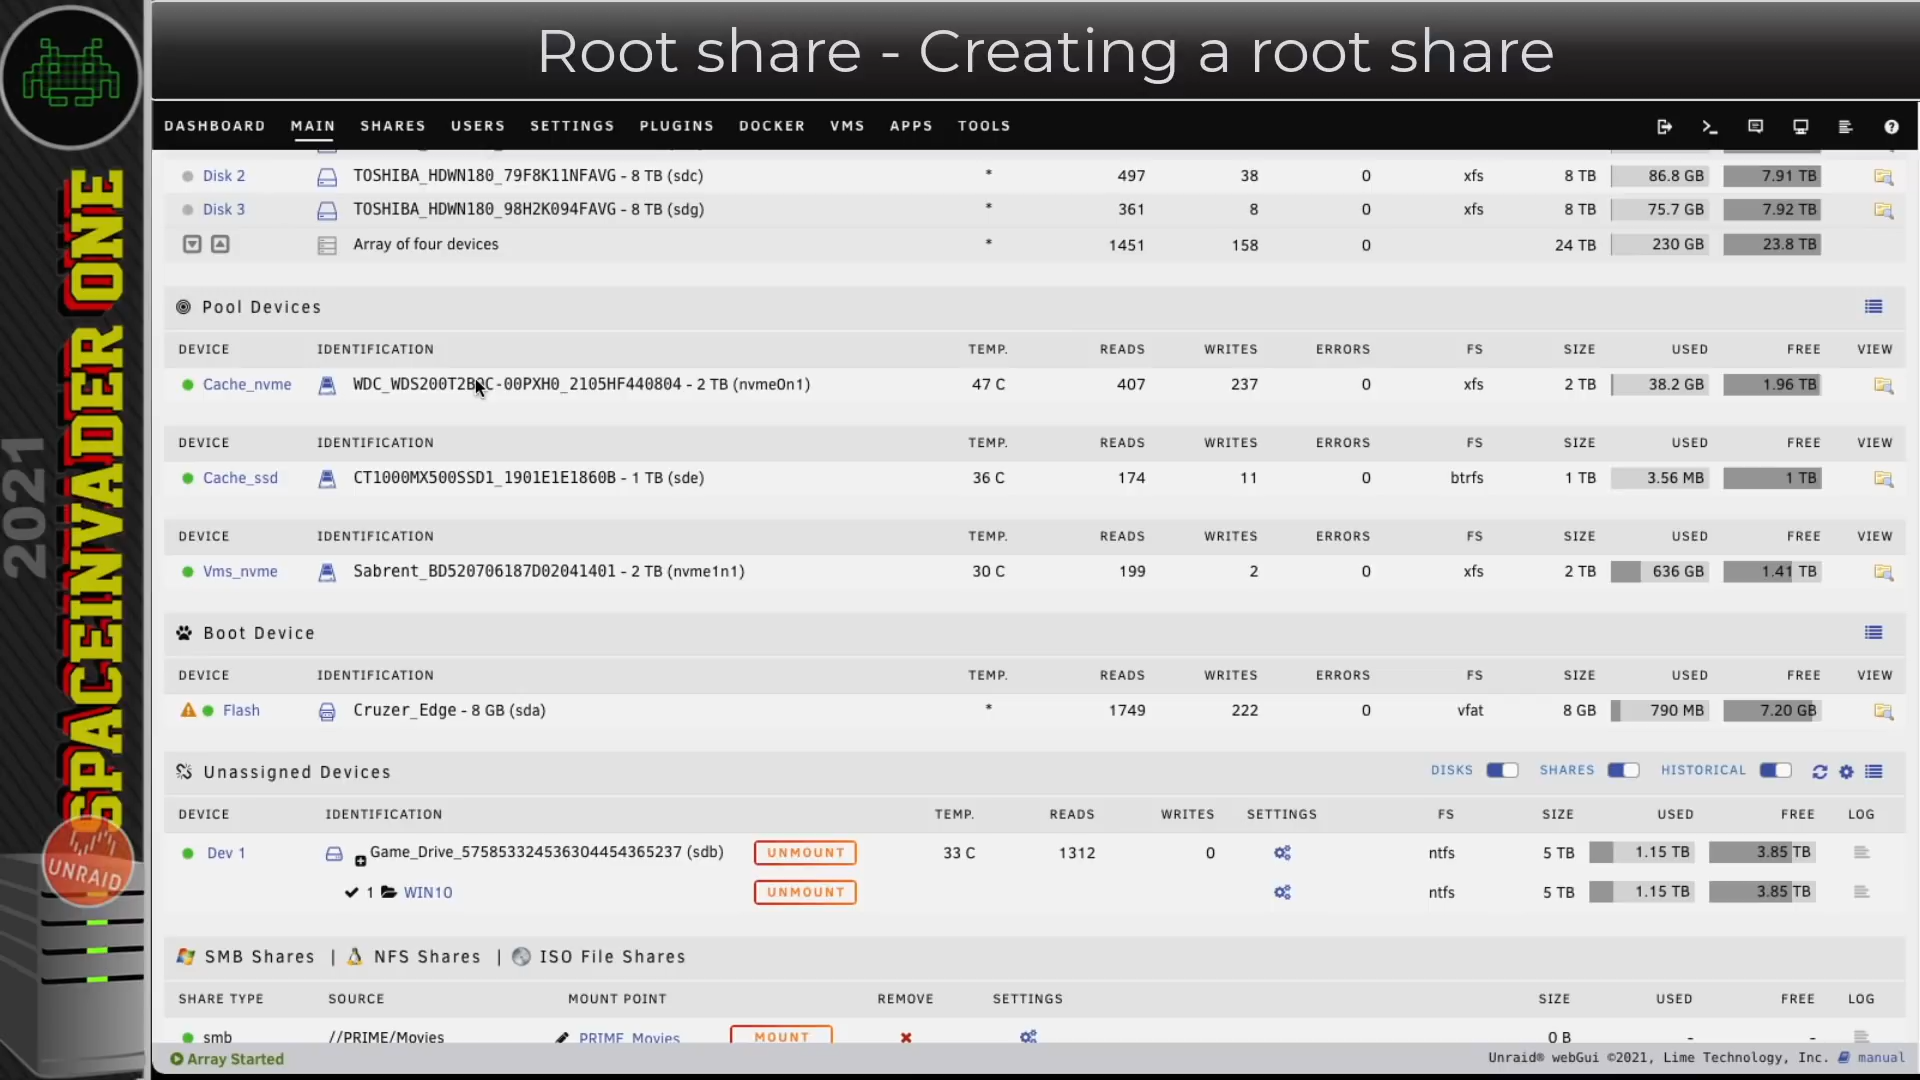 Root share - Creating a root share
DASHBOARD MAIN SHARES USERS SETTINGS PLUGINS DOCKER VMS APPS TOOLS
Disk 2 TOSHIBA_HDWN180_79F8K11NFAVG - 8 TB (sdc) * 497 38 0 xfs 8 TB 86.8 GB 7.91 TB
Disk 3 TOSHIBA_HDWN180_98H2K094FAVG - 8 TB (sdg) * 361 8 0 xfs 8 TB 75.7 GB 7.92 TB
Array of four devices * 1451 158 0 24 TB 230 GB 23.8 TB
Pool Devices
DEVICE IDENTIFICATION TEMP. READS WRITES ERRORS FS SIZE USED FREE VIEW
Cache_nvme - 2 TB (nvme0n1) 47 C 407 237 0 xfs 2 TB 38.2 GB 1.96 TB
DEVICE IDENTIFICATION TEMP. READS WRITES ERRORS FS SIZE USED FREE VIEW
Cache_ssd CT1000MX500SSD1_1901E1E1860B - 1 TB (sde) 36 C 174 11 0 btrfs 1 TB 3.56 MB 1 TB
DEVICE IDENTIFICATION TEMP. READS WRITES ERRORS FS SIZE USED FREE VIEW
Vms_nvme Sabrent_BD520706187D02041401 - 2 TB (nvme1n1) 30 C 199 2 0 xfs 2 TB 636 GB 1.41 TB
Boot Device
DEVICE IDENTIFICATION TEMP. READS WRITES ERRORS FS SIZE USED FREE VIEW
Flash Cruzer_Edge - 8 GB (sda) * 1749 222 0 vfat 8 GB 790 MB 7.20 GB
Unassigned Devices DISKS SHARES HISTORICAL
DEVICE IDENTIFICATION TEMP. READS WRITES SETTINGS FS SIZE USED FREE LOG
Dev 1 Game_Drive_575853324536304454365237 (sdb) UNMOUNT 33 C 1312 0 ntfs 5 TB 1.15 TB 3.85 TB
1 WIN10 UNMOUNT ntfs 5 TB 1.15 TB 3.85 TB
SMB Shares | NFS Shares | ISO File Shares
SHARE TYPE SOURCE MOUNT POINT REMOVE SETTINGS SIZE USED FREE LOG
smb //PRIME/Movies PRIME_Movies MOUNT 0 B - -
Array Started Unraid® webGui ©2021, Lime Technology, Inc. manual
2021
SPACEINVADER ONE
UNRAID